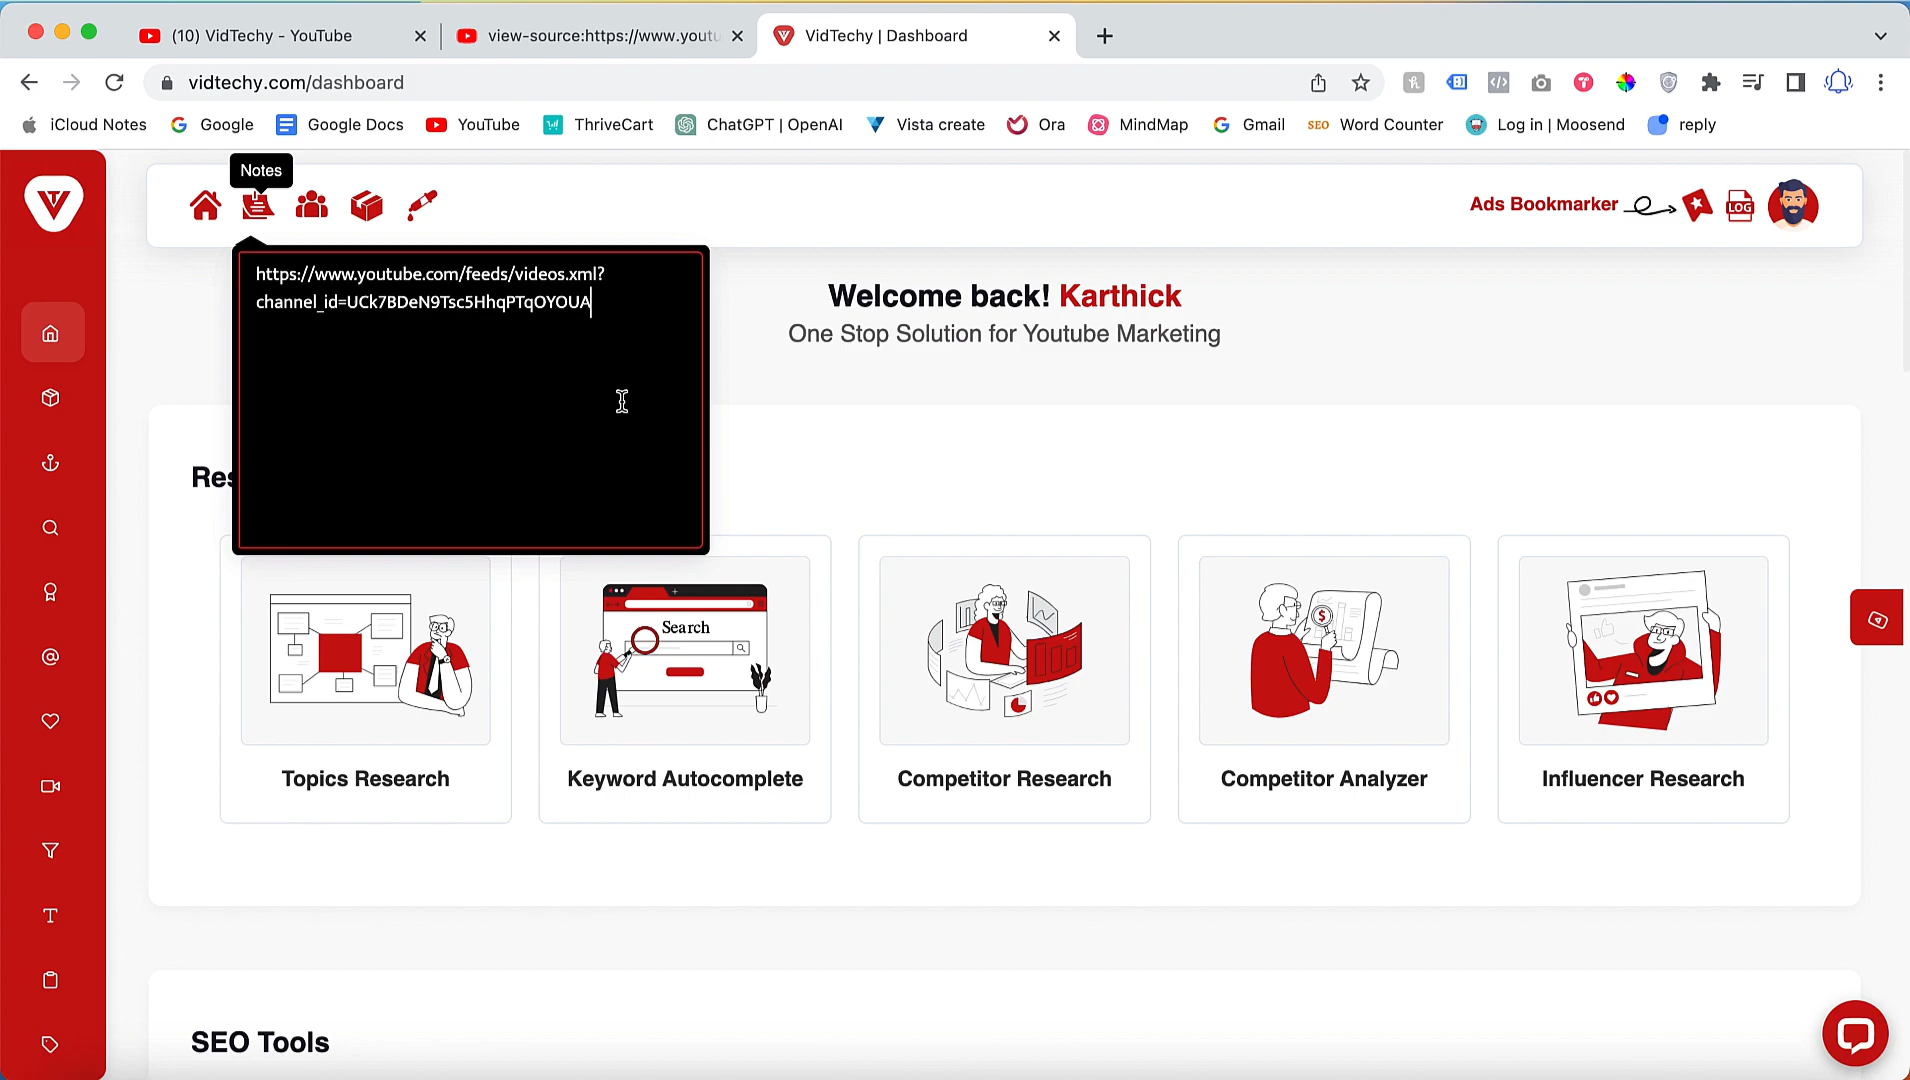 (10) VidTechy - YouTube
view-source:https://www.youtu
VidTechy | Dashboard
vidtechy.com/dashboard
iCloud Notes
Google
Google Docs
YouTube
ThriveCart
ChatGPT | OpenAI
Vista create
Ora
MindMap
Gmail
SEO
Word Counter
Log in | Moosend
reply
Notes
Ads Bookmarker
LOG
https://www.youtube.com/feeds/videos.xml?
channel_id=UCk7BDeN9Tsc5HhqPTqOYOUA
Welcome back! Karthick
One Stop Solution for Youtube Marketing
Res
Search
$
Topics Research
Keyword Autocomplete
Competitor Research
Competitor Analyzer
Influencer Research
SEO Tools